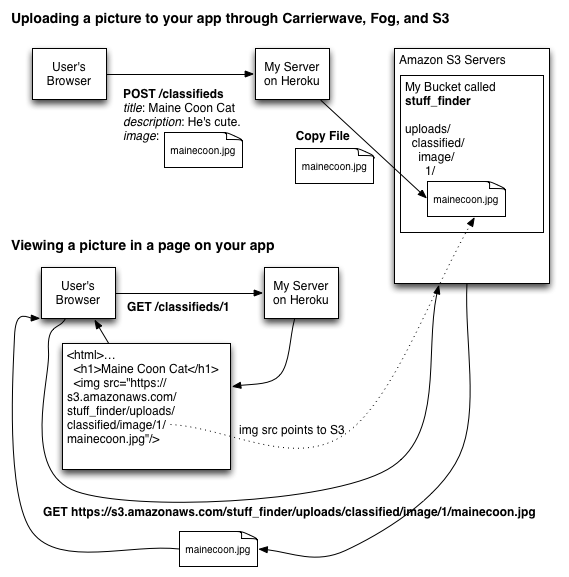 Uploading a picture to your app through Carrierwave, Fog, and S3
User's
Browser
My Server
on Heroku
POST /classifieds
title: Maine Coon Cat
description: He's cute.
image:
mainecoon.jpg
Copy File
mainecoon.jpg
Amazon S3 Servers
My Bucket called
stuff_finder
uploads/
classified/
image/
1/
mainecoon.jpg
Viewing a picture in a page on your app
User's
Browser
GET /classifieds/1
My Server
on Heroku
<html>...
<h1>Maine Coon Cat</h1>
<img src="https://
s3.amazonaws.com/
stuff_finder/uploads/
classified/image/1/
mainecoon.jpg"/>
img src points to S3
GET https://s3.amazonaws.com/stuff_finder/uploads/classified/image/1/mainecoon.jpg
mainecoon.jpg